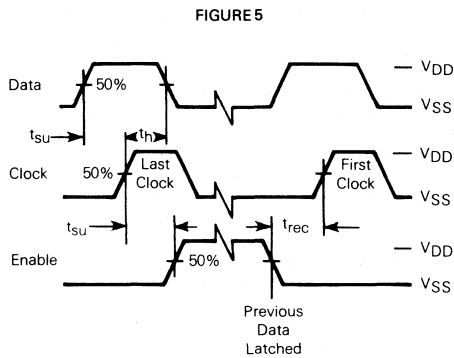 FIGURE 5
Data
50%
VDD
VSS
tsu
th
Clock
50%
Last
Clock
First
Clock
VDD
VSS
tsu
trec
Enable
50%
VDD
VSS
Previous
Data
Latched